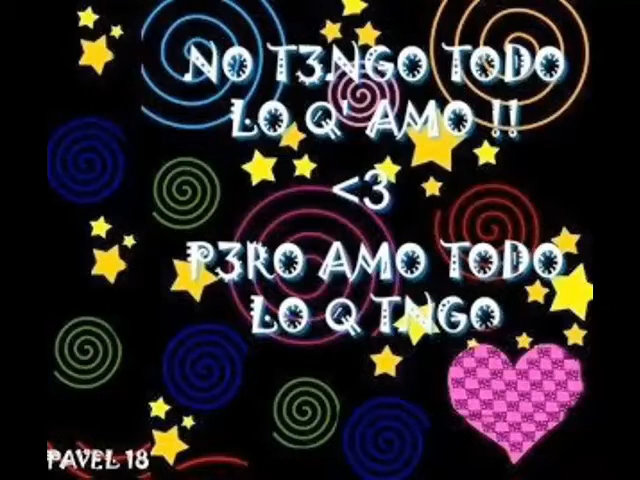 NO T3NGO TODO
LO Q' AMO !!
<3
P3RO AMO TODO
LO Q TNGO
PAVEL 18